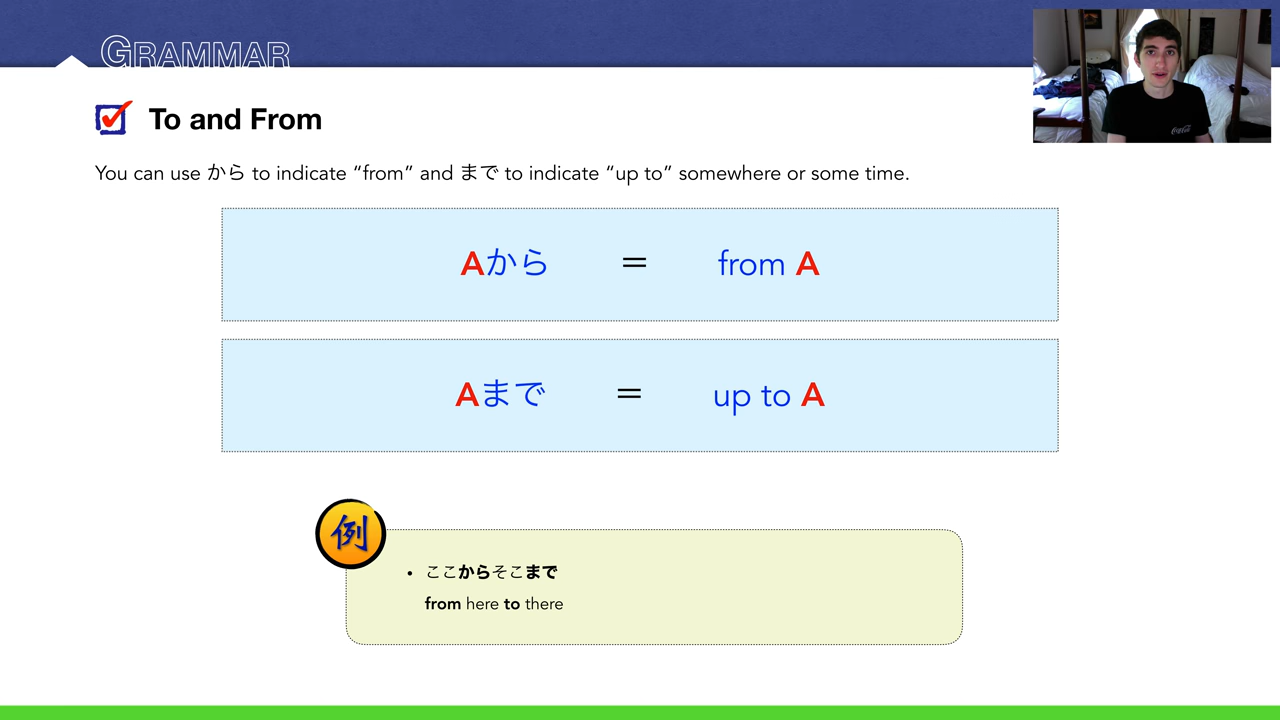 GRAMMAR
To and From
You can use から to indicate “from” and まで to indicate “up to” somewhere or some time.
Aから = from A
Aまで = up to A
例
• ここからそこまで
from here to there
Coca-Cola